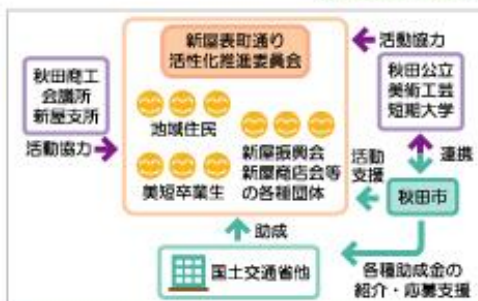 新屋表町通り
活性化推進委員会
活動協力
秋田商工
会議所
新屋支所
活動協力
地域住民
美短卒業生
新屋振興会
新屋商店会等
の各種団体
秋田公立
美術工芸
短期大学
連携
活動
支援
秋田市
助成
国土交通省他
各種助成金の
紹介・応募支援